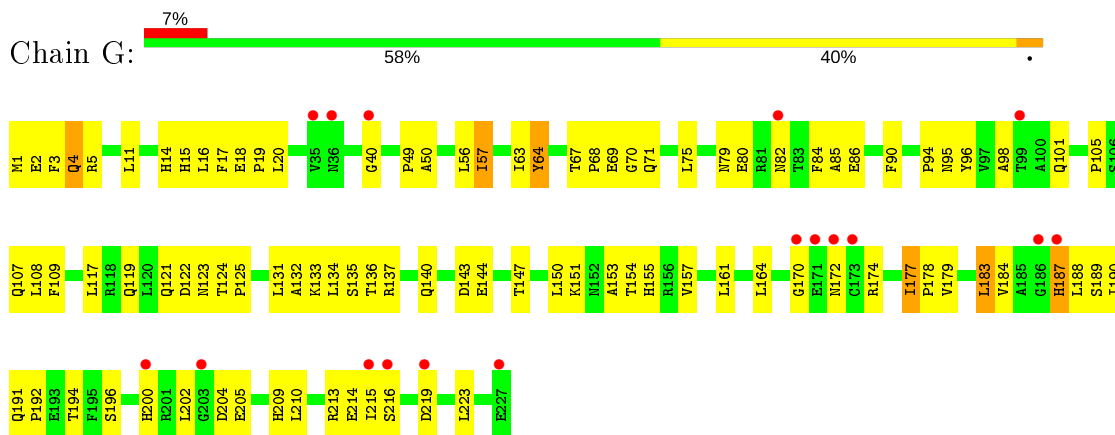 7%
Chain G:
58% 40% •
M1 E2 F3 Q4 R5 L11 H14 H15 L16 F17 E18 P19 L20 V35 N36 G40 P49 A50 L56 I57 I63 Y64 T67 P68 E69 G70 Q71 L75 N79 E80 R81 N82 T83 F84 A85 E86 F90 P94 N95 Y96 V97 A98 T99 A100 Q101 P105 S106
Q107 L108 F109 L117 R118 Q119 L120 Q121 D122 N123 T124 P125 L131 A132 K133 L134 S135 T136 R137 Q140 D143 E144 T147 L150 K151 N152 A153 T154 H155 R156 V157 L161 L164 G170 E171 N172 C173 R174 I177 P178 V179 L183 V184 A185 G186 H187 L188 S189
Q191 P192 E193 T194 F195 S196 H200 R201 L202 G203 D204 E205 H209 L210 R213 E214 I215 S216 D219 L223 E227